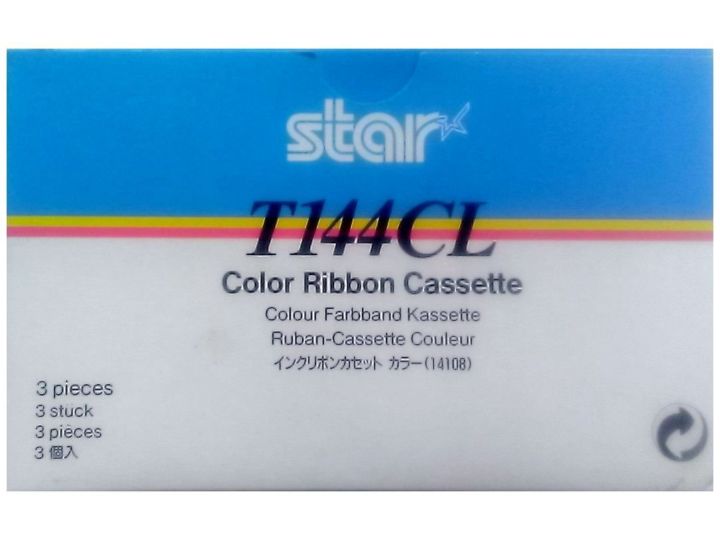 star
T144CL
Color Ribbon Cassette
Colour Farbband Kassette
Ruban-Cassette Couleur
インクリボンカセット カラー(14108)
3 pieces
3 stuck
3 pièces
3 個入